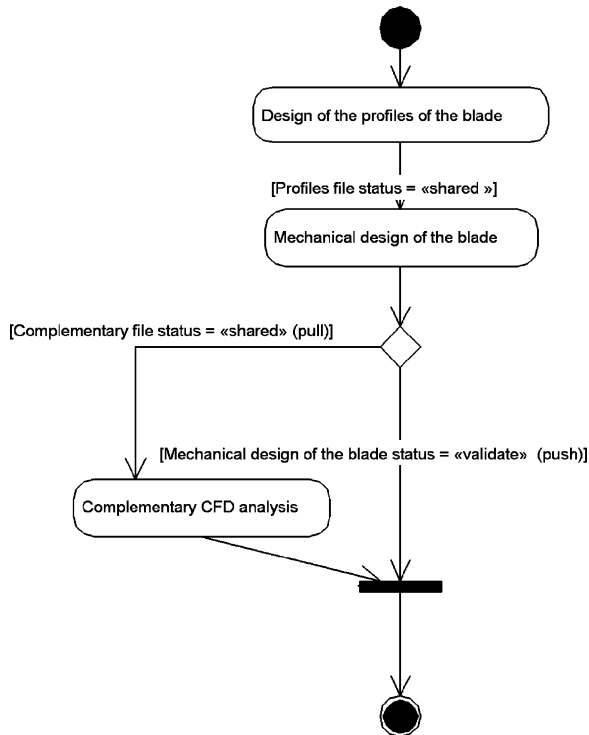 Design of the profiles of the blade
[Profiles file status = «shared »]
Mechanical design of the blade
[Complementary file status = «shared» (pull)]
[Mechanical design of the blade status = «validate» (push)]
Complementary CFD analysis